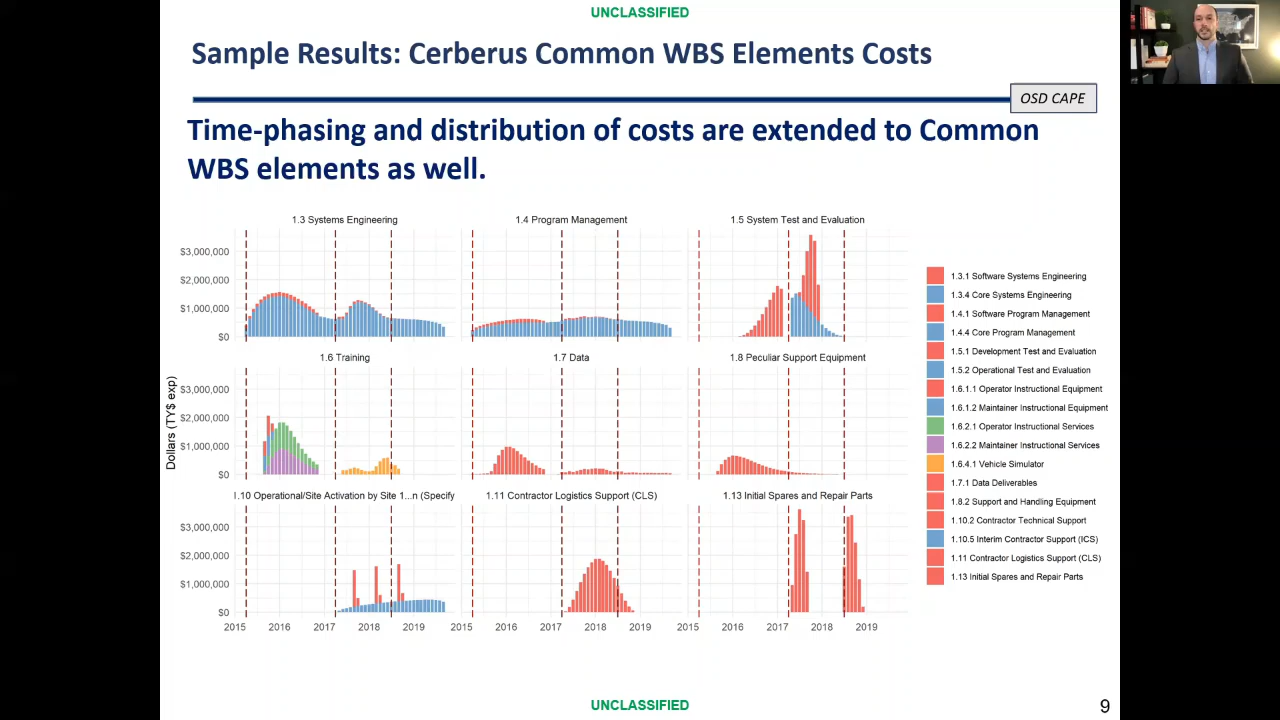 UNCLASSIFIED
Sample Results: Cerberus Common WBS Elements Costs
OSD CAPE
Time-phasing and distribution of costs are extended to Common
WBS elements as well.
Dollars (TY$ exp)
1.3 Systems Engineering
1.4 Program Management
1.5 System Test and Evaluation
$3,000,000
$2,000,000
$1,000,000
$0
1.6 Training
1.7 Data
1.8 Peculiar Support Equipment
$3,000,000
$2,000,000
$1,000,000
$0
1.10 Operational/Site Activation by Site 1...n (Specify
1.11 Contractor Logistics Support (CLS)
1.13 Initial Spares and Repair Parts
$3,000,000
$2,000,000
$1,000,000
$0
2015 2016 2017 2018 2019 2015 2016 2017 2018 2019 2015 2016 2017 2018 2019
1.3.1 Software Systems Engineering
1.3.4 Core Systems Engineering
1.4.1 Software Program Management
1.4.4 Core Program Management
1.5.1 Development Test and Evaluation
1.5.2 Operational Test and Evaluation
1.6.1.1 Operator Instructional Equipment
1.6.1.2 Maintainer Instructional Equipment
1.6.2.1 Operator Instructional Services
1.6.2.2 Maintainer Instructional Services
1.6.4.1 Vehicle Simulator
1.7.1 Data Deliverables
1.8.2 Support and Handling Equipment
1.10.2 Contractor Technical Support
1.10.5 Interim Contractor Support (ICS)
1.11 Contractor Logistics Support (CLS)
1.13 Initial Spares and Repair Parts
UNCLASSIFIED
9